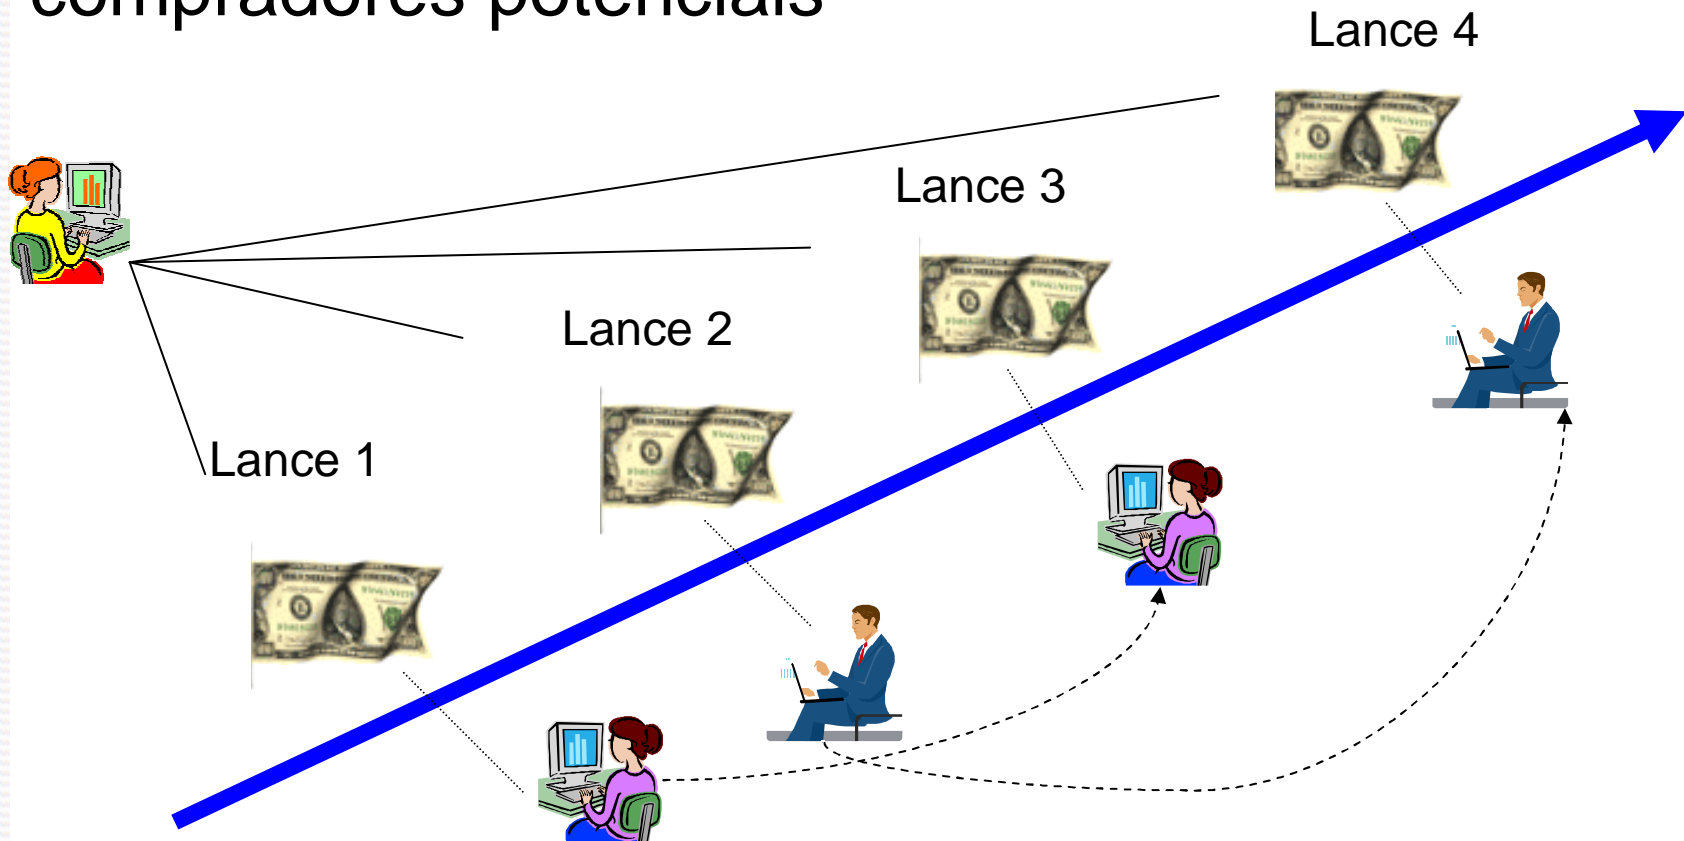 compradores potenciais
Lance 4
Lance 3
Lance 2
Lance 1